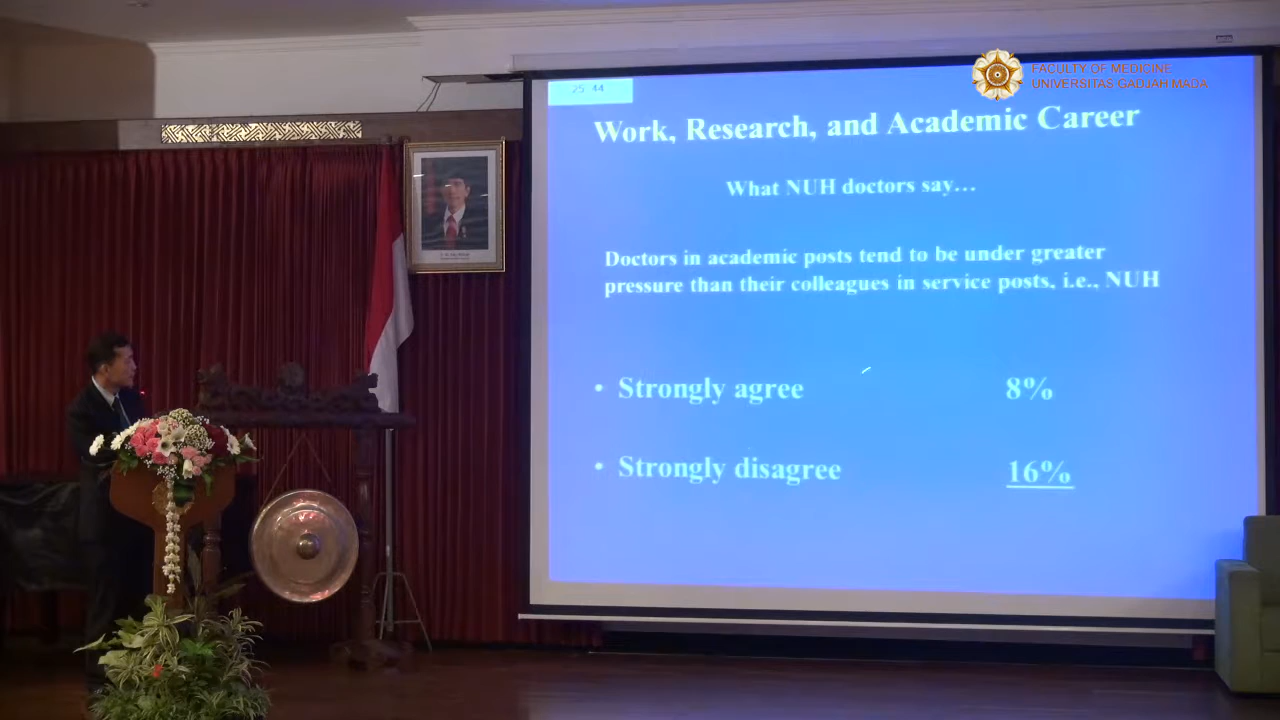 FACULTY OF MEDICINE
UNIVERSITAS GADJAH MADA
25 44
Work, Research, and Academic Career
What NUH doctors say…
Doctors in academic posts tend to be under greater
pressure than their colleagues in service posts, i.e., NUH
• Strongly agree 8%
• Strongly disagree 16%